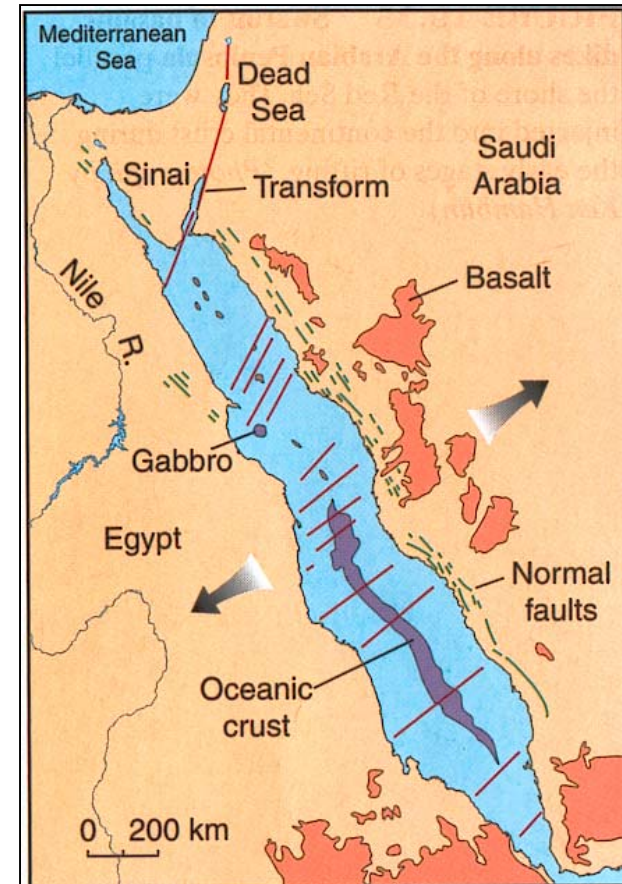 Mediterranean
Sea
Dead
Sea
Sinai
Transform
Saudi
Arabia
Nile
R.
Basalt
Gabbro
Egypt
Normal
faults
Oceanic
crust
0 200 km